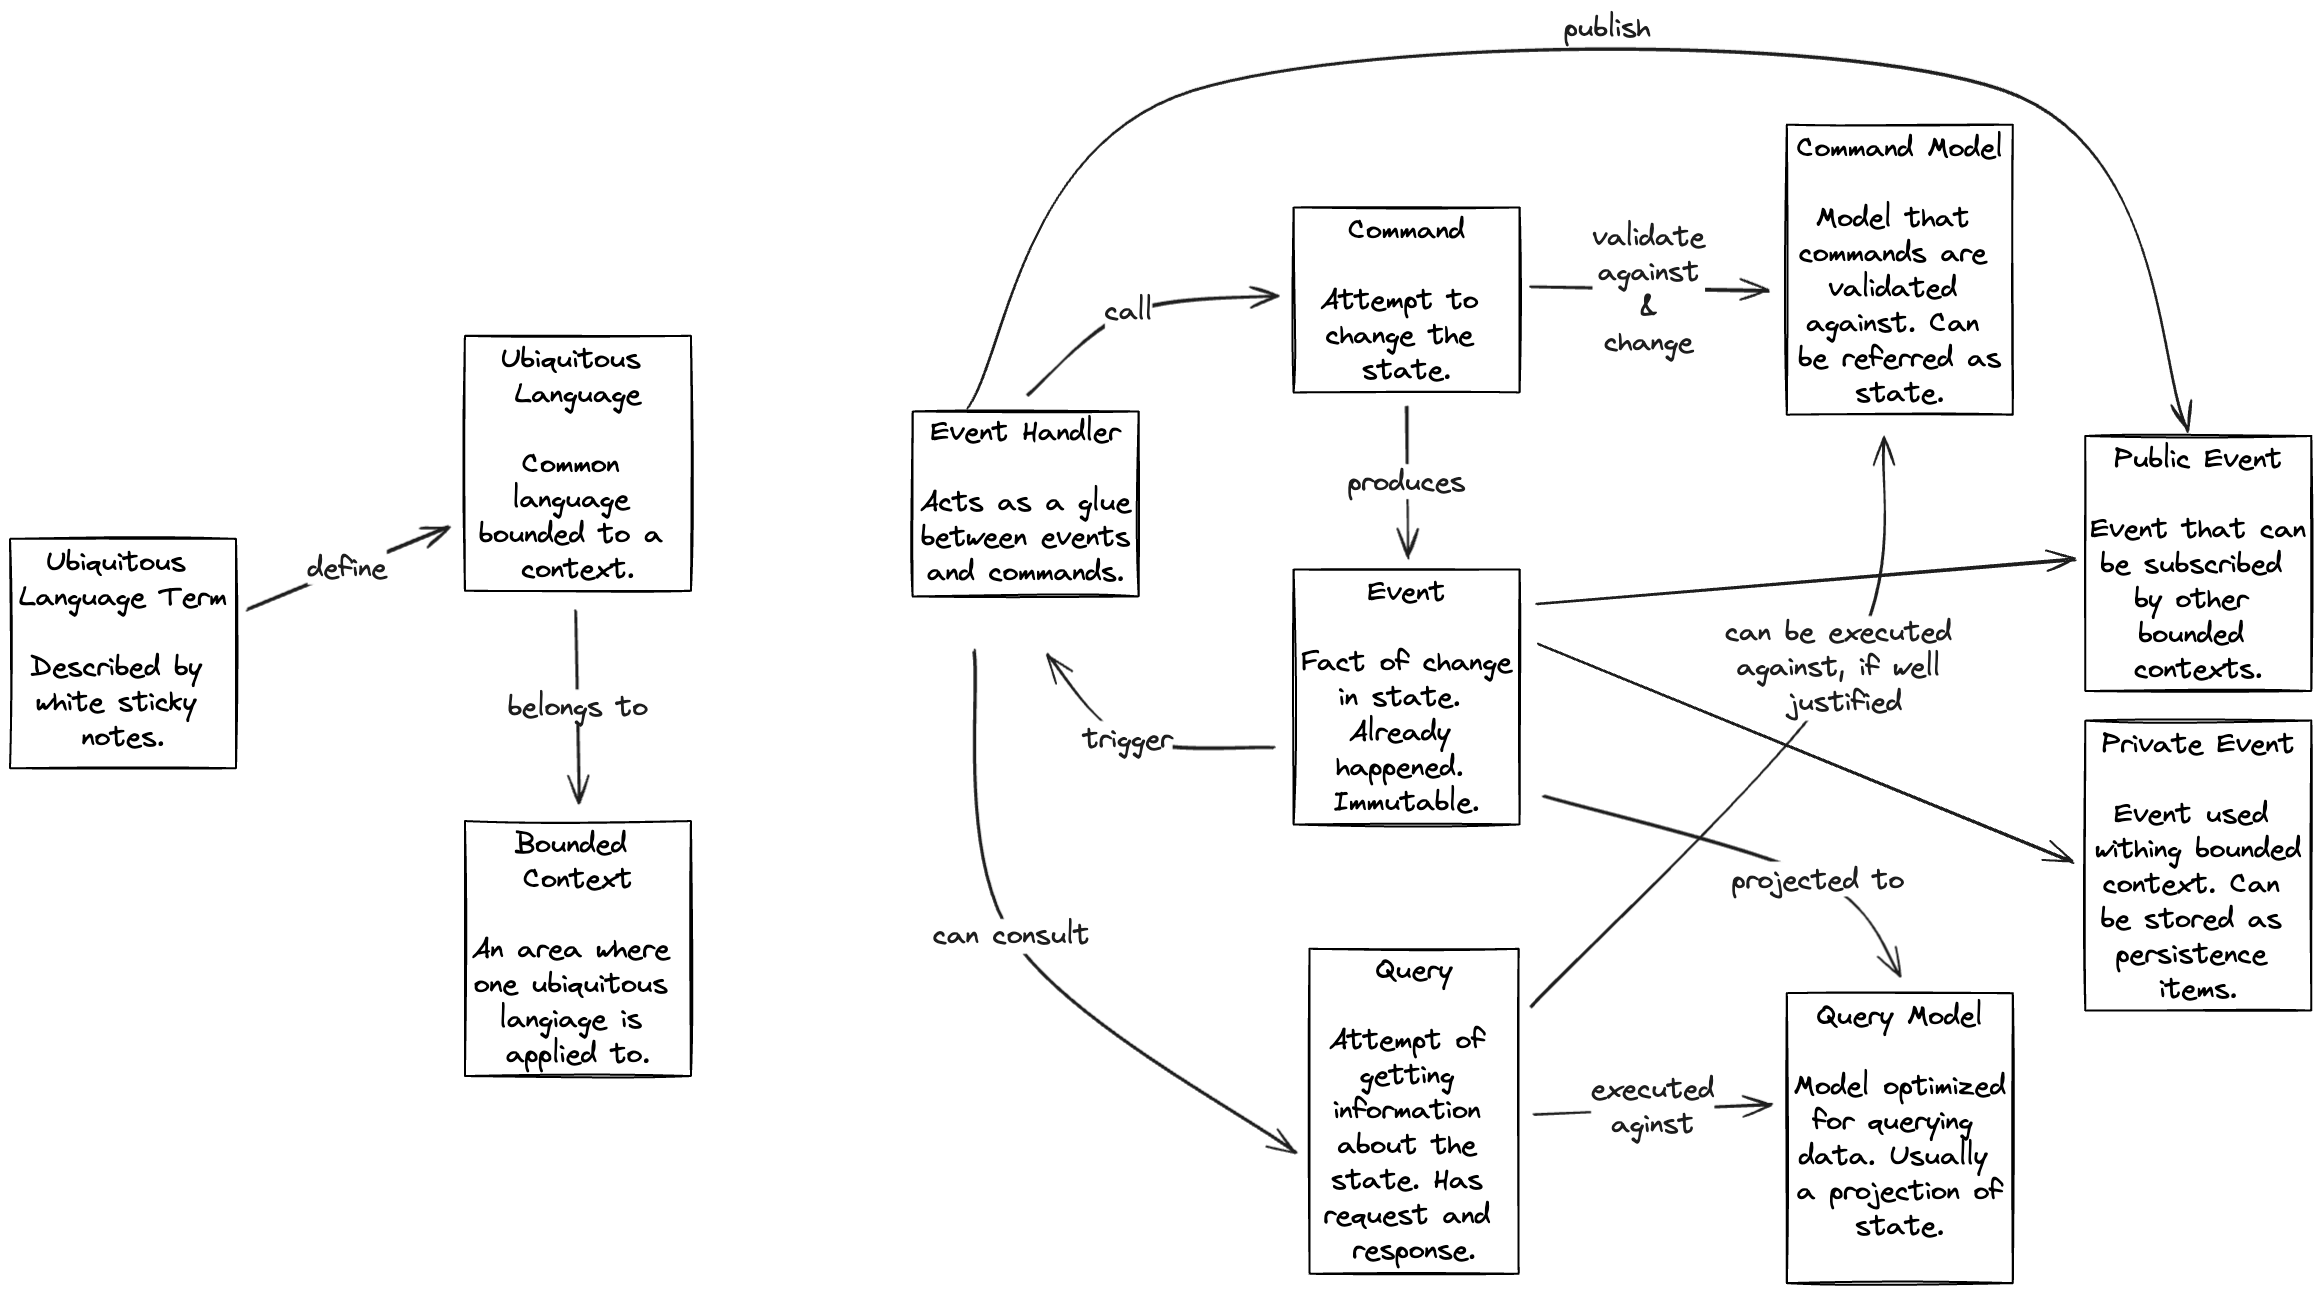 publish
Command Model
Model that
commands are
validated
against. Can
be referred as
state.
Command
Attempt to
change the
state.
validate
against
&
change
call
Ubiquitous
Language
Common
language
bounded to a
context.
Event Handler
Acts as a glue
between events
and commands.
Public Event
Event that can
be subscribed
by other
bounded
contexts.
produces
Ubiquitous
Language Term
Described by
white sticky
notes.
define
Event
Fact of change
in state.
Already
happened.
Immutable.
can be executed
against, if well
justified
belongs to
trigger
Private Event
Event used
withing bounded
context. Can
be stored as
persistence
items.
Bounded
Context
An area where
one ubiquitous
langiage is
applied to.
projected to
can consult
Query
Attempt of
getting
information
about the
state. Has
request and
response.
executed
aginst
Query Model
Model optimized
for querying
data. Usually
a projection of
state.